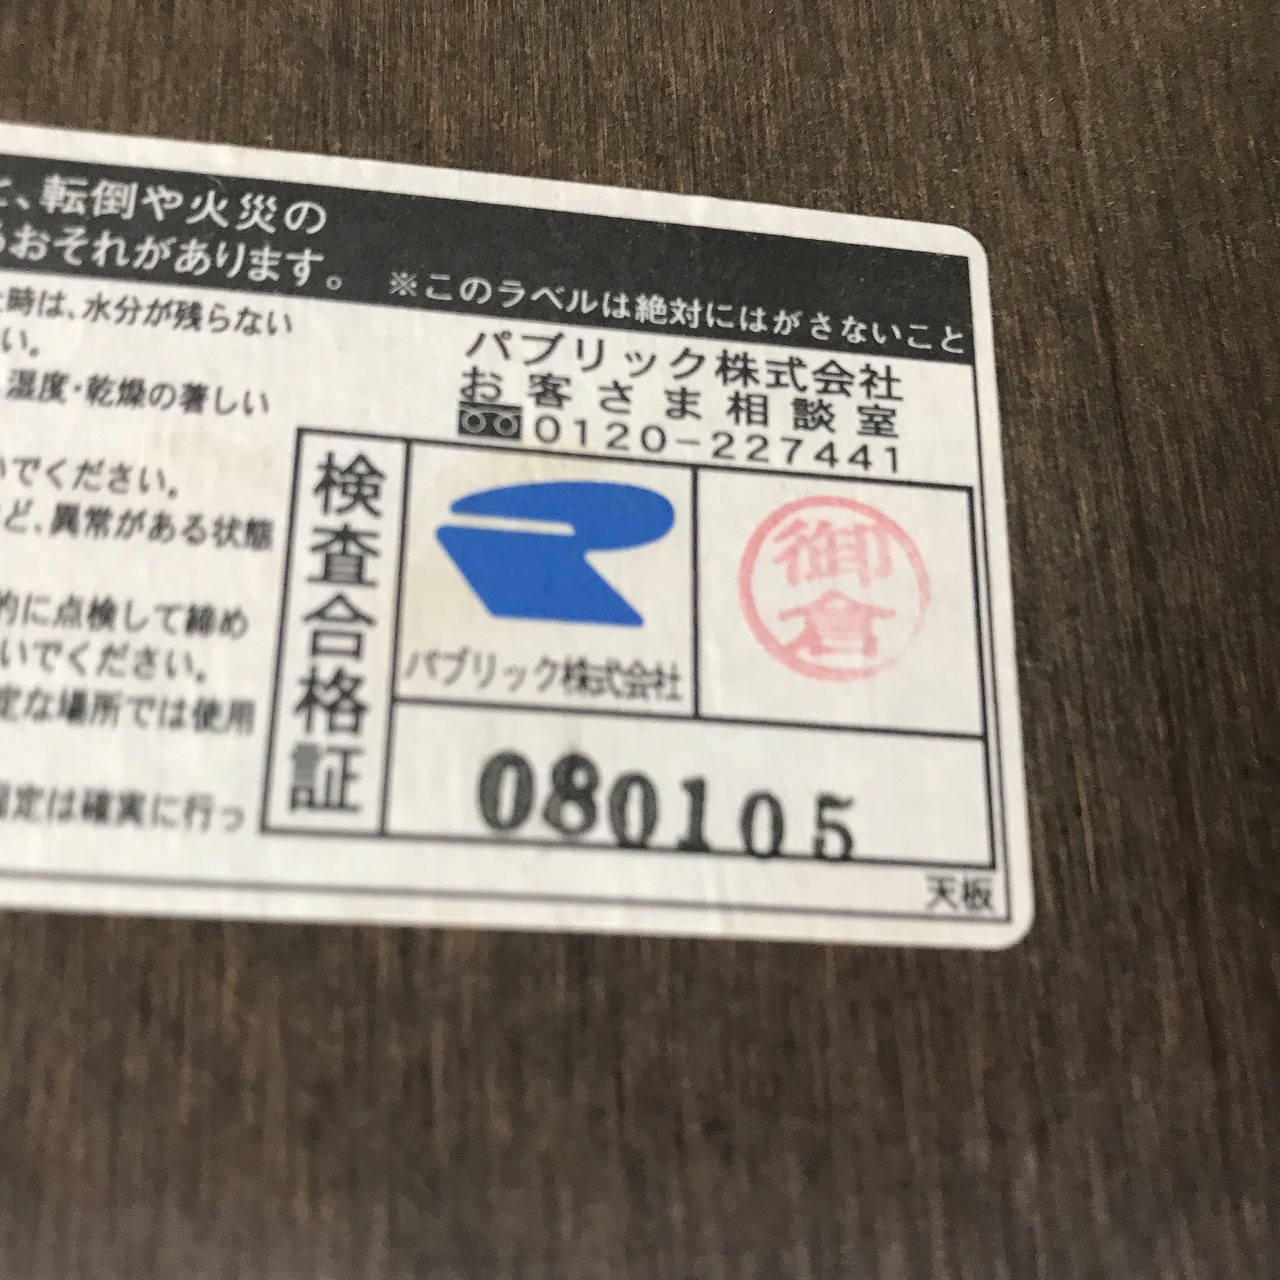 、転倒や火災の
おそれがあります。 ※このラベルは絶対にはがさないこと
時は、水分が残らない
い。
湿度・乾燥の著しい
いでください。
ど、異常がある状態
的に点検して締め
いでください。
定な場所では使用
固定は確実に行っ
パブリック株式会社
お客さま相談室
0120-227441
検査合格証
パブリック株式会社
御倉
080105
天板